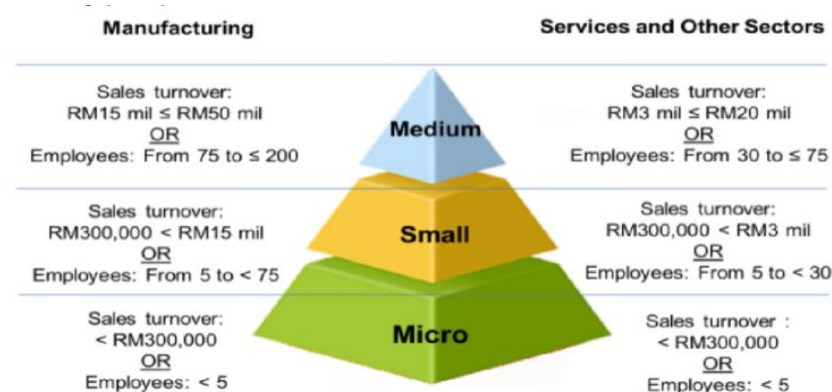 Manufacturing
Services and Other Sectors
Sales turnover:
RM15 mil ≤ RM50 mil
OR
Employees: From 75 to ≤ 200
Medium
Sales turnover:
RM3 mil ≤ RM20 mil
OR
Employees: From 30 to ≤ 75
Sales turnover:
RM300,000 < RM15 mil
OR
Employees: From 5 to < 75
Small
Sales turnover:
RM300,000 < RM3 mil
OR
Employees: From 5 to < 30
Sales turnover:
< RM300,000
OR
Employees: < 5
Micro
Sales turnover :
< RM300,000
OR
Employees: < 5